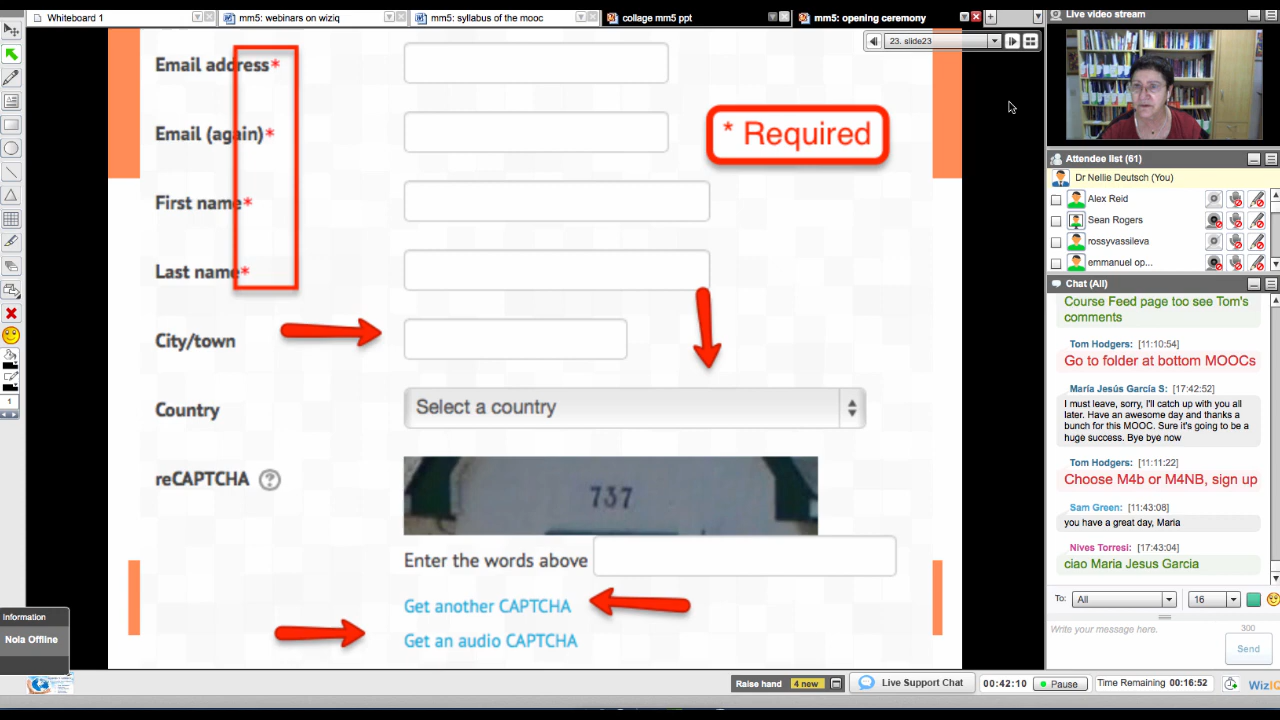 Whiteboard 1
mm5: webinars on wiziq
mm5: syllabus of the mooc
collage mm5 ppt
mm5: opening ceremony
Live video stream
23. slide23
Email address*
Email (again)*
* Required
First name*
Last name*
City/town
Country
Select a country
reCAPTCHA
737
Enter the words above
Get another CAPTCHA
Get an audio CAPTCHA
Attendee list (61)
Dr Nellie Deutsch (You)
Alex Reid
Sean Rogers
rossyvassileva
emmanuel op...
Chat (All)
Course Feed page too see Tom's
comments
Tom Hodgers: [11:10:54]
Go to folder at bottom MOOCs
María Jesús García S: [17:42:52]
I must leave, sorry, I'll catch up with you all
later. Have an awesome day and thanks a
bunch for this MOOC. Sure it's going to be a
huge success. Bye bye now
Tom Hodgers: [11:11:22]
Choose M4b or M4NB, sign up
Sam Green: [11:43:08]
you have a great day, Maria
Nives Torresi: [17:43:04]
ciao Maria Jesus Garcia
To: All 16
Write your message here. 300
Send
1
Information
Nola Offline
Raise hand 4 new
Live Support Chat
00:42:10 Pause
Time Remaining 00:16:52
WizIQ